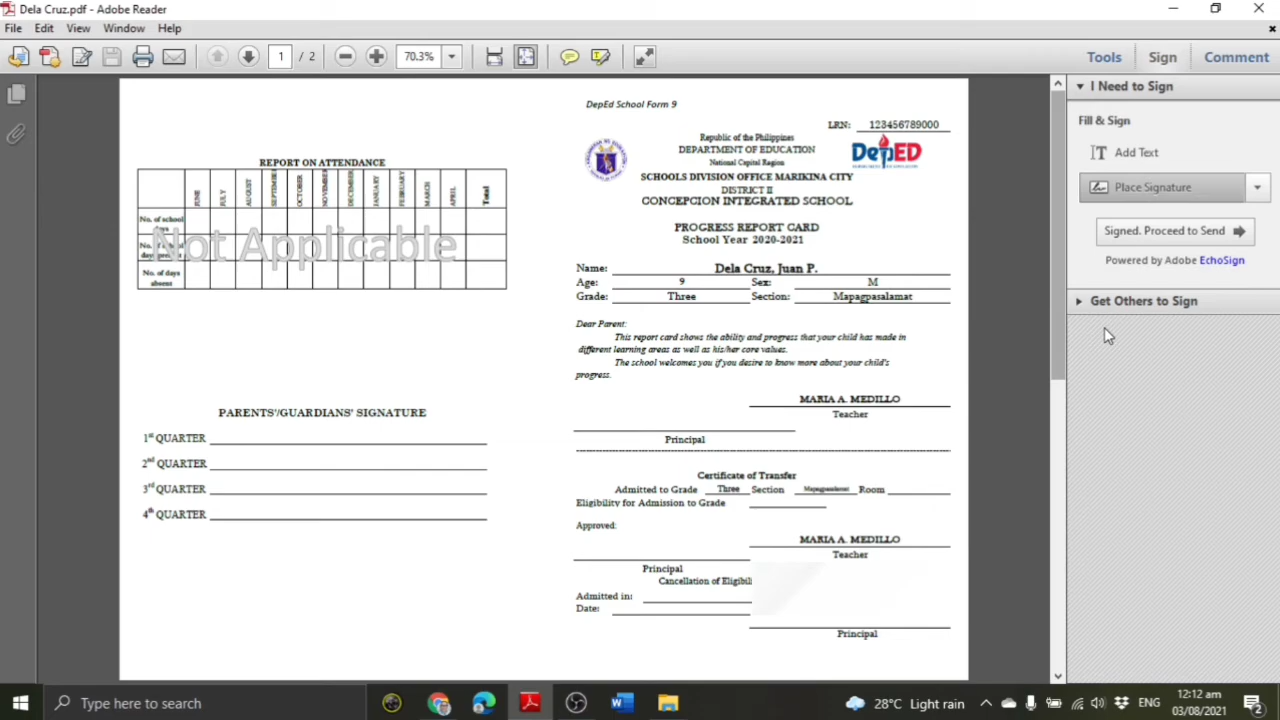 Dela Cruz.pdf - Adobe Reader
File Edit View Window Help
1 / 2 70.3% Tools Sign Comment
I Need to Sign
Fill & Sign
Add Text
Place Signature
Signed. Proceed to Send
Powered by Adobe EchoSign
Get Others to Sign
REPORT ON ATTENDANCE
JUNE JULY AUGUST SEPTEMBER OCTOBER NOVEMBER DECEMBER JANUARY FEBRUARY MARCH APRIL Total
No. of school
days
No. of school
days present
No. of days
absent
Not Applicable
PARENTS'/GUARDIANS' SIGNATURE
1st QUARTER
2nd QUARTER
3rd QUARTER
4th QUARTER
DepEd School Form 9
LRN: 123456789000
Republic of the Philippines
DEPARTMENT OF EDUCATION
National Capital Region
DepED
SCHOOLS DIVISION OFFICE MARIKINA CITY
DISTRICT II
CONCEPCION INTEGRATED SCHOOL
PROGRESS REPORT CARD
School Year 2020-2021
Name: Dela Cruz, Juan P.
Age: 9 Sex: M
Grade: Three Section: Mapagpasalamat
Dear Parent:
This report card shows the ability and progress that your child has made in
different learning areas as well as his/her core values.
The school welcomes you if you desire to know more about your child's
progress.
MARIA A. MEDILLO
Teacher
Principal
Certificate of Transfer
Admitted to Grade Three Section Mapagpasalamat Room
Eligibility for Admission to Grade
Approved:
MARIA A. MEDILLO
Teacher
Principal
Cancellation of Eligibil
Admitted in:
Date:
Principal
Type here to search
28°C Light rain
ENG
12:12 am
03/08/2021
2